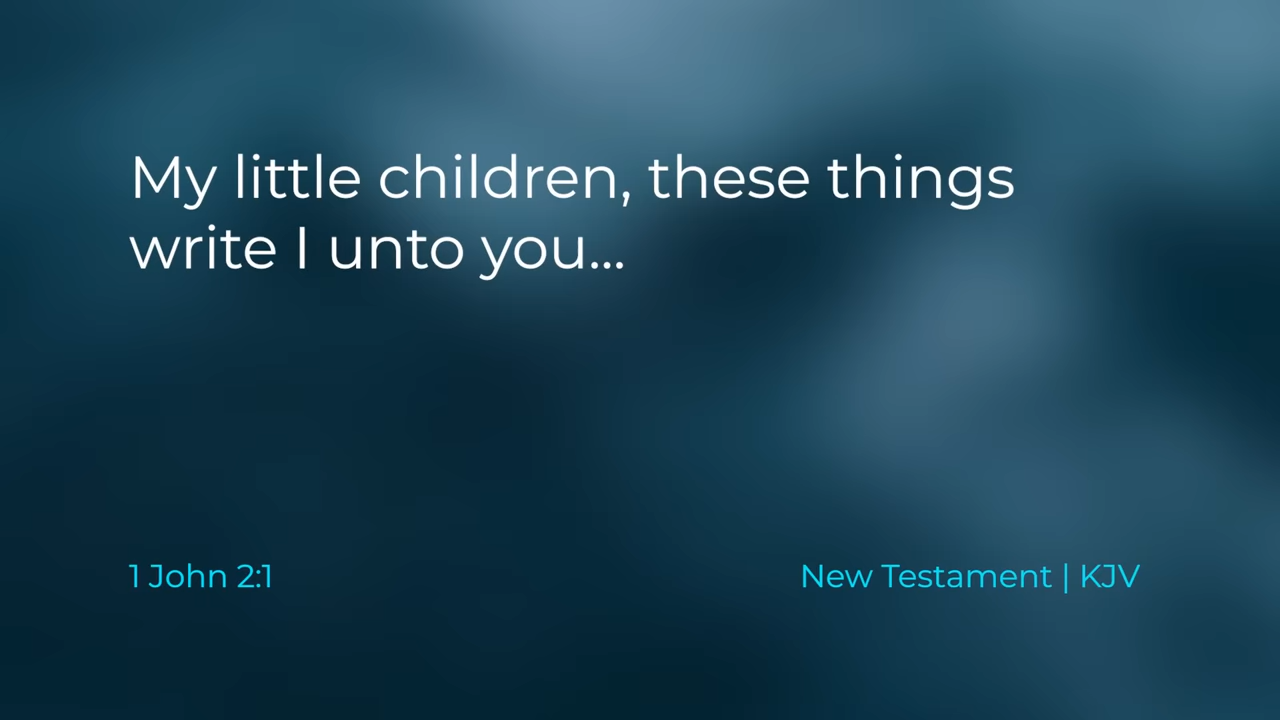 My little children, these things
write I unto you...
1 John 2:1
New Testament | KJV